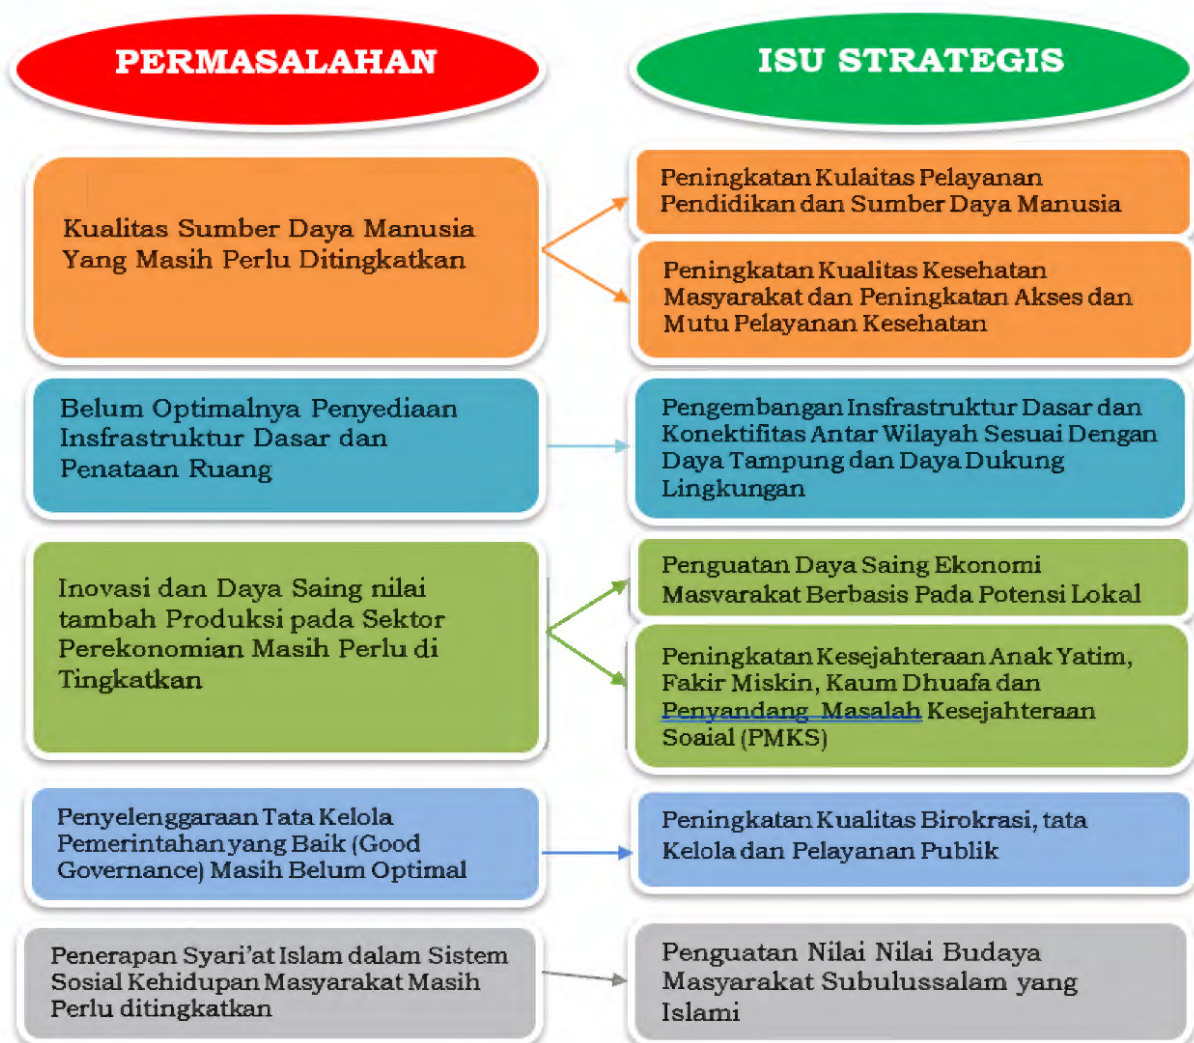 PERMASALAHAN
ISU STRATEGIS
Kualitas Sumber Daya Manusia
Yang Masih Perlu Ditingkatkan
Peningkatan Kulaitas Pelayanan
Pendidikan dan Sumber Daya Manusia
Peningkatan Kualitas Kesehatan
Masyarakat dan Peningkatan Akses dan
Mutu Pelayanan Kesehatan
Belum Optimalnya Penyediaan
Insfrastruktur Dasar dan
Penataan Ruang
Pengembangan Insfrastruktur Dasar dan
Konektifitas Antar Wilayah Sesuai Dengan
Daya Tampung dan Daya Dukung
Lingkungan
Inovasi dan Daya Saing nilai
tambah Produksi pada Sektor
Perekonomian Masih Perlu di
Tingkatkan
Penguatan Daya Saing Ekonomi
Masvarakat Berbasis Pada Potensi Lokal
Peningkatan Kesejahteraan Anak Yatim,
Fakir Miskin, Kaum Dhuafa dan
Penyandang Masalah Kesejahteraan
Soaial (PMKS)
Penyelenggaraan Tata Kelola
Pemerintahan yang Baik (Good
Governance) Masih Belum Optimal
Peningkatan Kualitas Birokrasi, tata
Kelola dan Pelayanan Publik
Penerapan Syari'at Islam dalam Sistem
Sosial Kehidupan Masyarakat Masih
Perlu ditingkatkan
Penguatan Nilai Nilai Budaya
Masyarakat Subulussalam yang
Islami